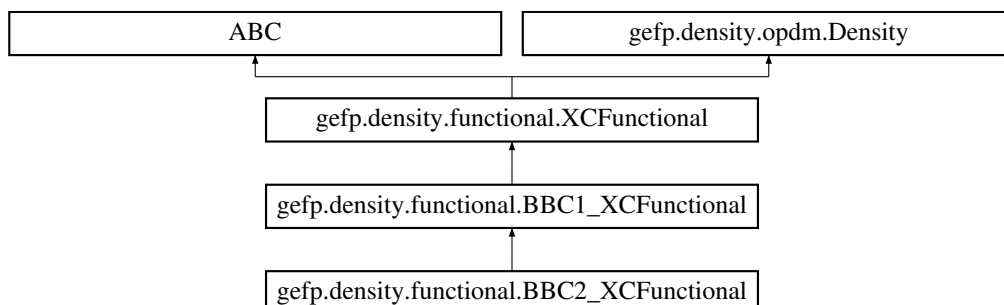 ABC
gefp.density.opdm.Density
gefp.density.functional.XCFunctional
gefp.density.functional.BBC1_XCFunctional
gefp.density.functional.BBC2_XCFunctional